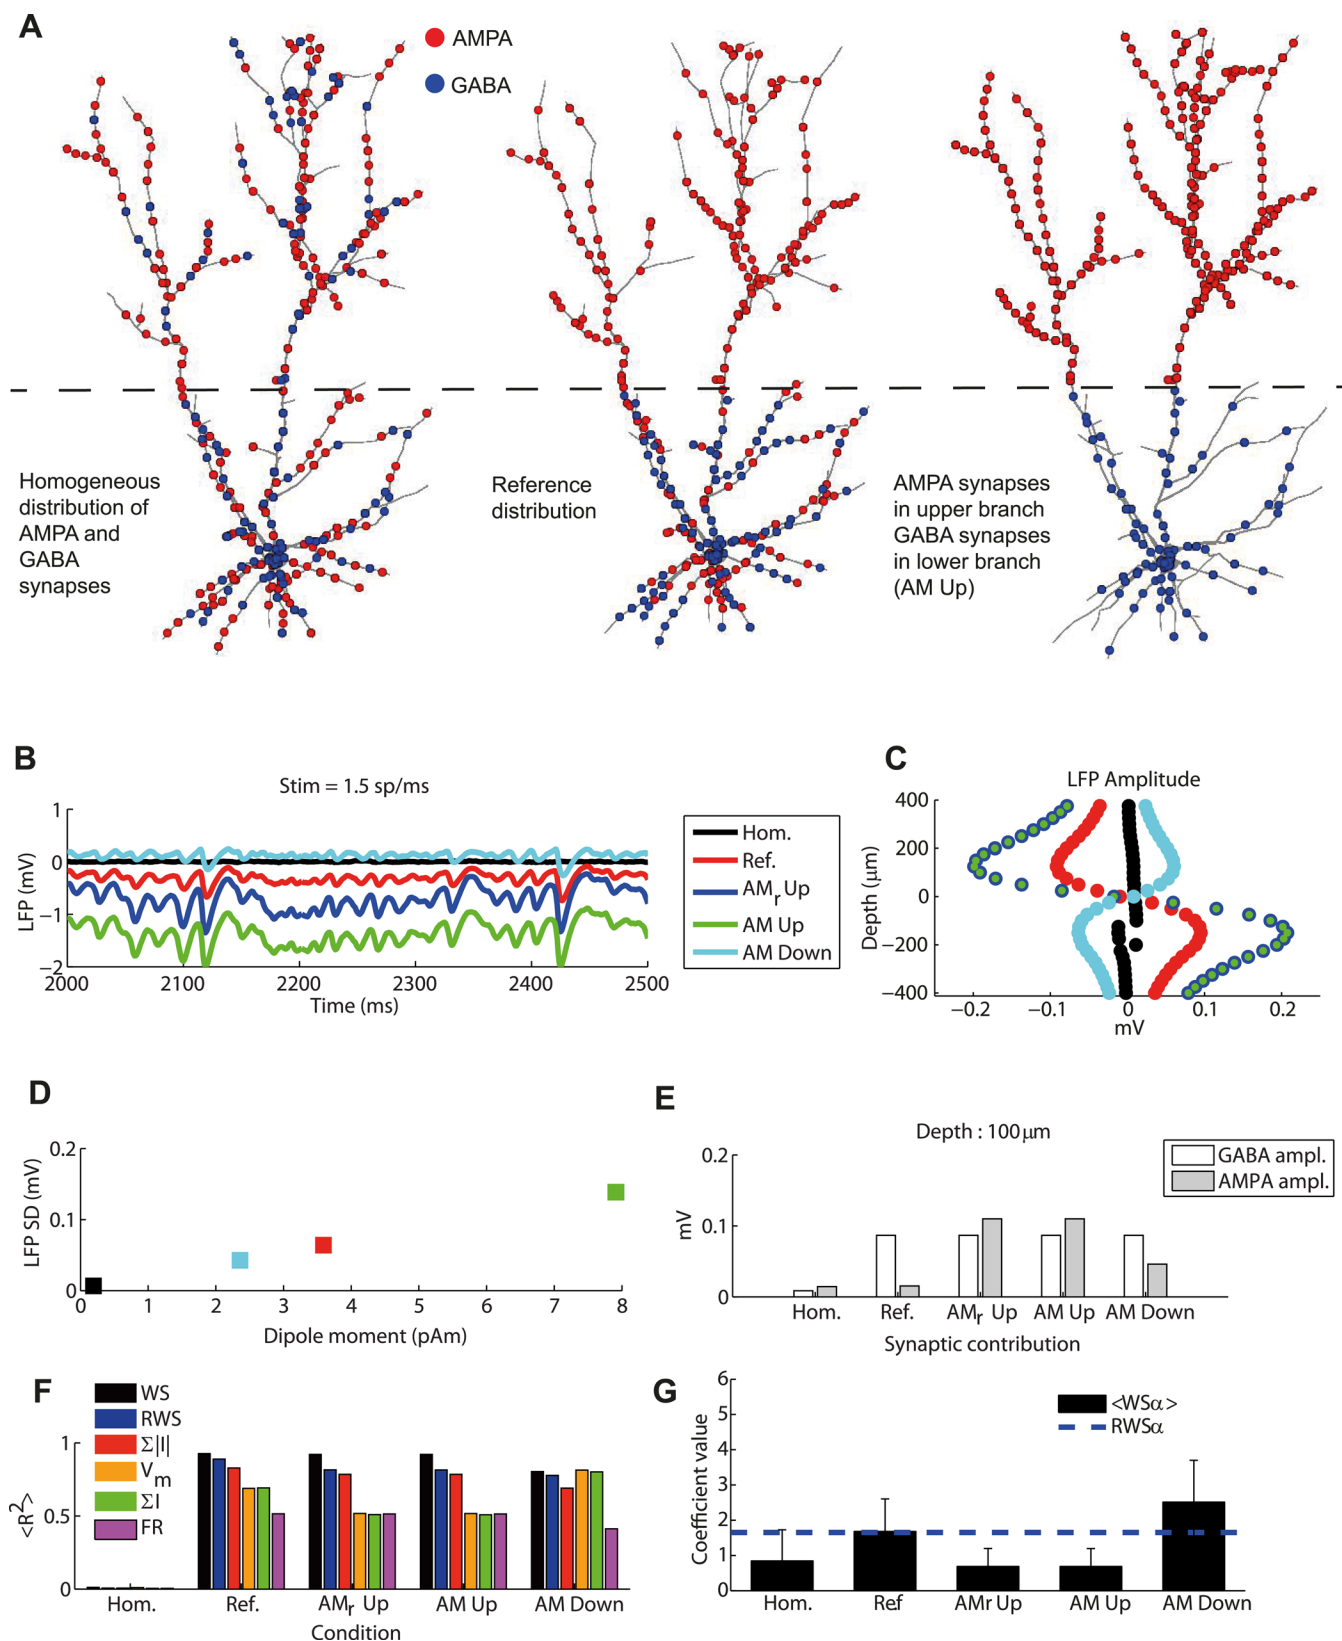 A
AMPA
GABA
Homogeneous
distribution of
AMPA and
GABA
synapses
Reference
distribution
AMPA synapses
in upper branch
GABA synapses
in lower branch
(AM Up)
B
Stim = 1.5 sp/ms
LFP (mV)
1
0
−1
−2
2000
2100
2200
2300
2400
2500
Time (ms)
Hom.
Ref.
AMr Up
AM Up
AM Down
C
LFP Amplitude
Depth (μm)
400
200
0
−200
−400
−0.2
−0.1
0
0.1
0.2
mV
D
LFP SD (mV)
0.2
0.1
0
0
1
2
3
4
5
6
7
8
Dipole moment (pAm)
E
Depth : 100μm
GABA ampl.
AMPA ampl.
mV
0.2
0.1
0
Hom.
Ref.
AMr Up
AM Up
AM Down
Synaptic contribution
F
WS
RWS
Σ|I|
Vm
ΣI
FR
<R²>
1
0.5
0
Hom.
Ref.
AMr Up
AM Up
AM Down
Condition
G
<WSα>
RWSα
Coefficient value
6
5
4
3
2
1
0
Hom.
Ref
AMr Up
AM Up
AM Down